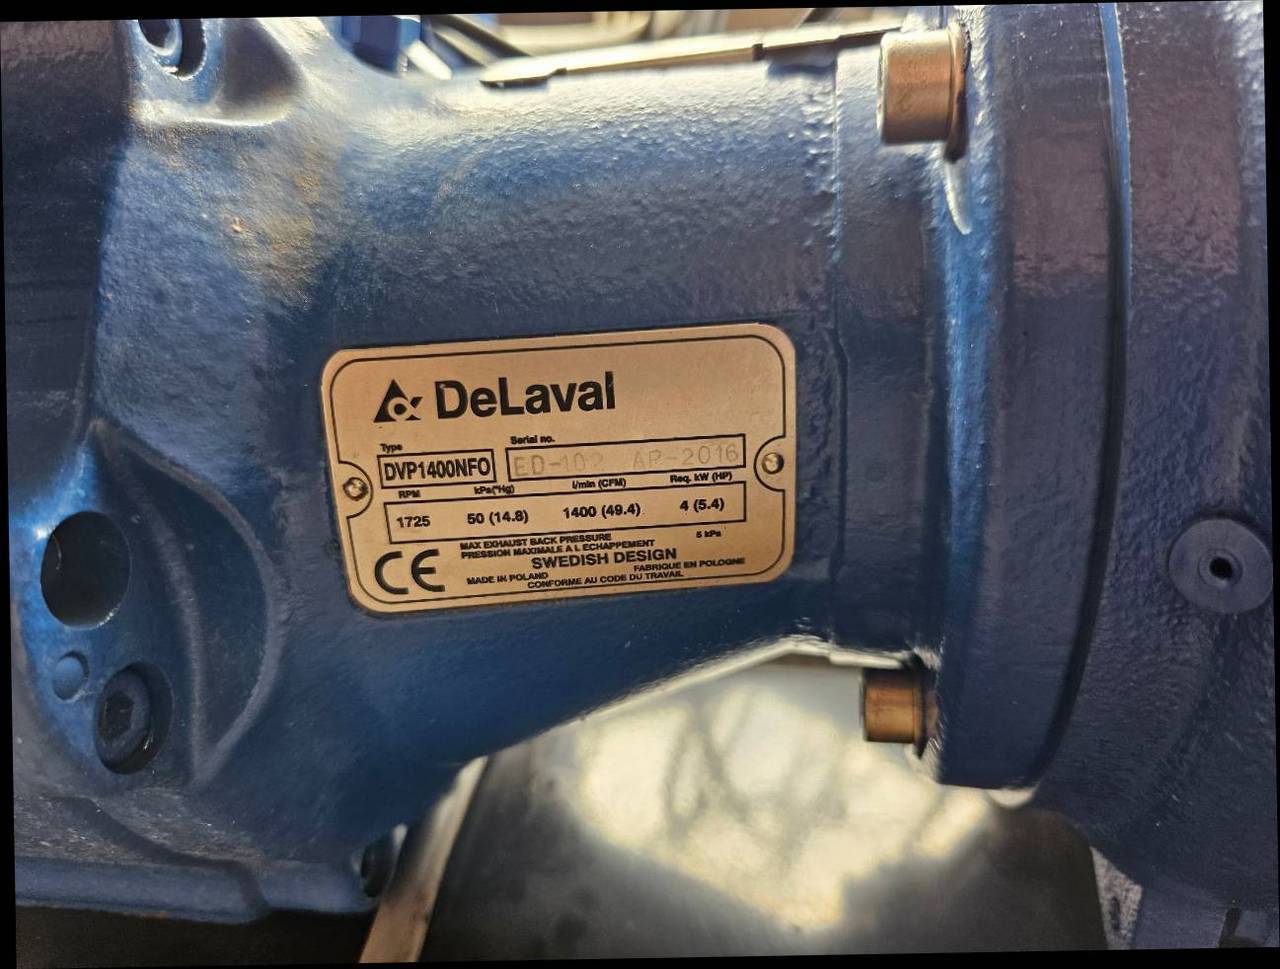 DeLaval
Type Serial no.
DVP1400NFO ED-102 AP-2016
RPM kPa("Hg) l/min (CFM) Req. kW (HP)
1725 50 (14.8) 1400 (49.4) 4 (5.4)
MAX EXHAUST BACK PRESSURE 5 kPa
PRESSION MAXIMALE A L ECHAPPEMENT
CE SWEDISH DESIGN
MADE IN POLAND FABRIQUE EN POLOGNE
CONFORME AU CODE DU TRAVAIL